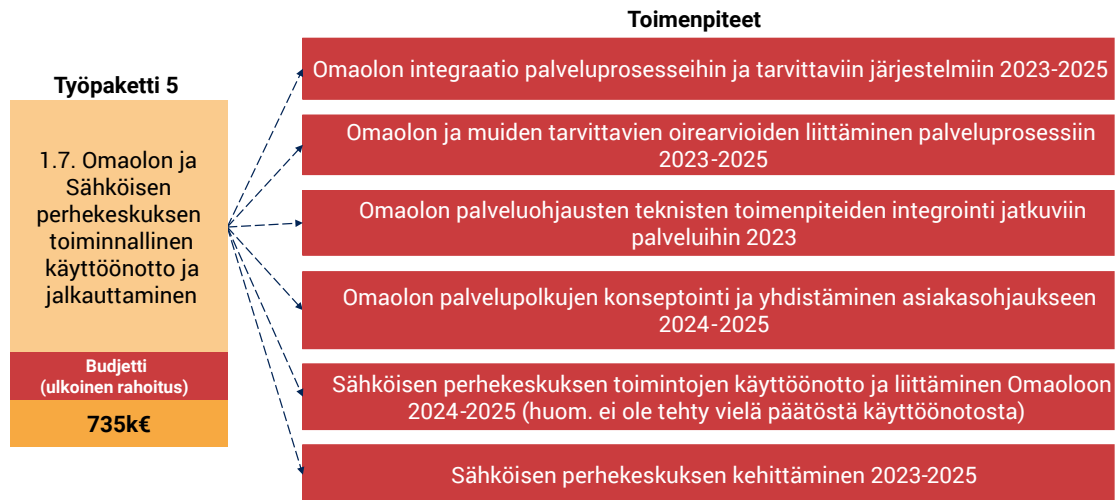 Työpaketti 5
1.7. Omaolon ja
Sähköisen
perhekeskuksen
toiminnallinen
käyttöönotto ja
jalkauttaminen
Budjetti
(ulkoinen rahoitus)
735k€
Toimenpiteet
Omaolon integraatio palveluprosesseihin ja tarvittaviin järjestelmiin 2023-2025
Omaolon ja muiden tarvittavien oirearvioiden liittäminen palveluprosessiin
2023-2025
Omaolon palveluohjausten teknisten toimenpiteiden integrointi jatkuviin
palveluihin 2023
Omaolon palvelupolkujen konseptointi ja yhdistäminen asiakasohjaukseen
2024-2025
Sähköisen perhekeskuksen toimintojen käyttöönotto ja liittäminen Omaoloon
2024-2025 (huom. ei ole tehty vielä päätöstä käyttöönotosta)
Sähköisen perhekeskuksen kehittäminen 2023-2025